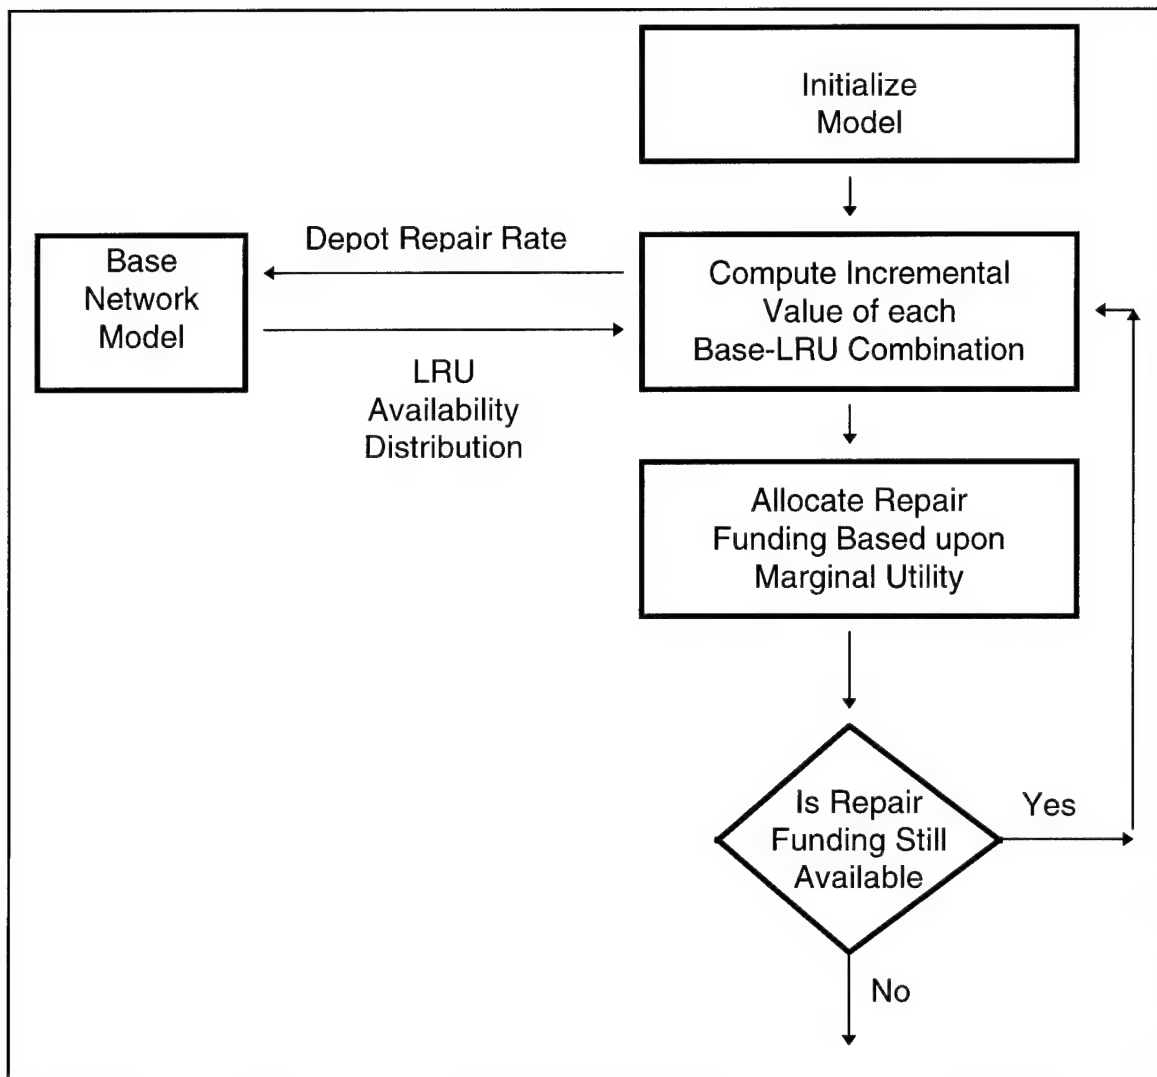 Initialize
Model
Depot Repair Rate
Base
Network
Model
Compute Incremental
Value of each
Base-LRU Combination
LRU
Availability
Distribution
Allocate Repair
Funding Based upon
Marginal Utility
Is Repair
Funding Still
Available
Yes
No